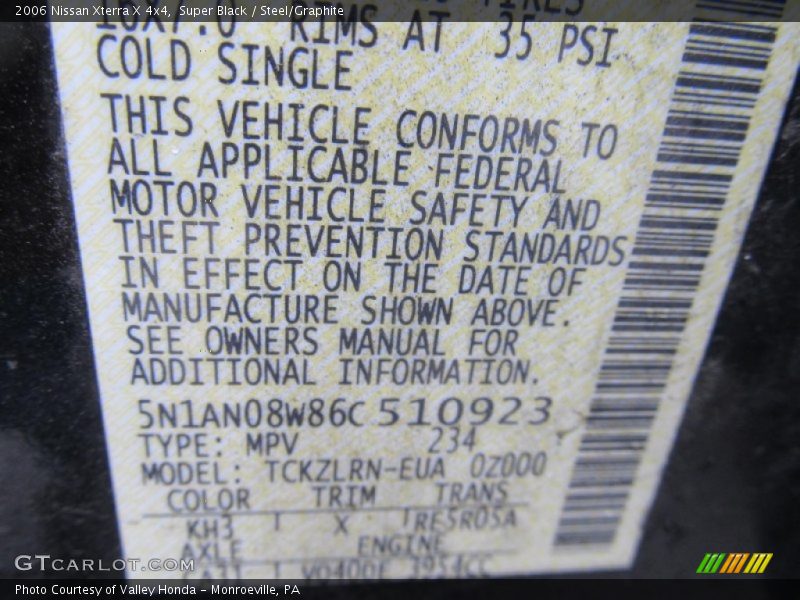 2006 Nissan Xterra X 4x4, Super Black / Steel/Graphite
RIMS AT 35 PSI
COLD SINGLE
THIS VEHICLE CONFORMS TO
ALL APPLICABLE FEDERAL
MOTOR VEHICLE SAFETY AND
THEFT PREVENTION STANDARDS
IN EFFECT ON THE DATE OF
MANUFACTURE SHOWN ABOVE.
SEE OWNERS MANUAL FOR
ADDITIONAL INFORMATION.
5N1AN08W86C510923
TYPE: MPV 234
MODEL: TCKZLRN-EUA 0Z000
COLOR TRIM TRANS
KH3 X RE5R05A
AXLE ENGINE
3954CC
GTCARLOT.COM
Photo Courtesy of Valley Honda - Monroeville, PA